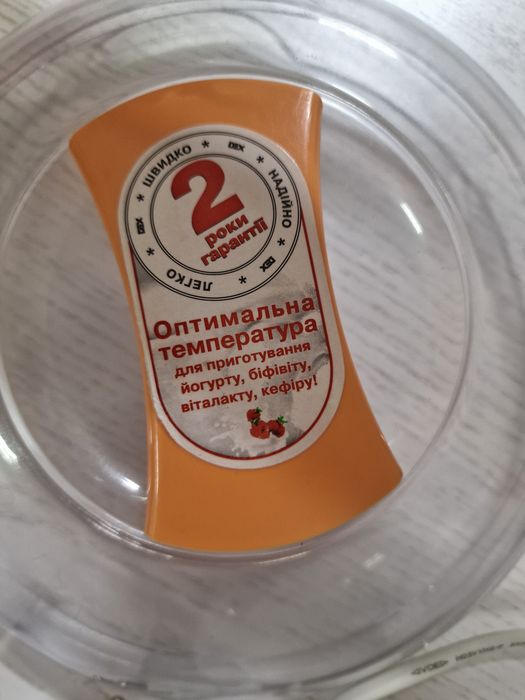 ШВИДКО * DEX * НАДІЙНО * DEX * ЛЕГКО * DEX *
2
роки
гарантії
Оптимальна
температура
для приготування
йогурту, біфівіту,
віталакту, кефіру!